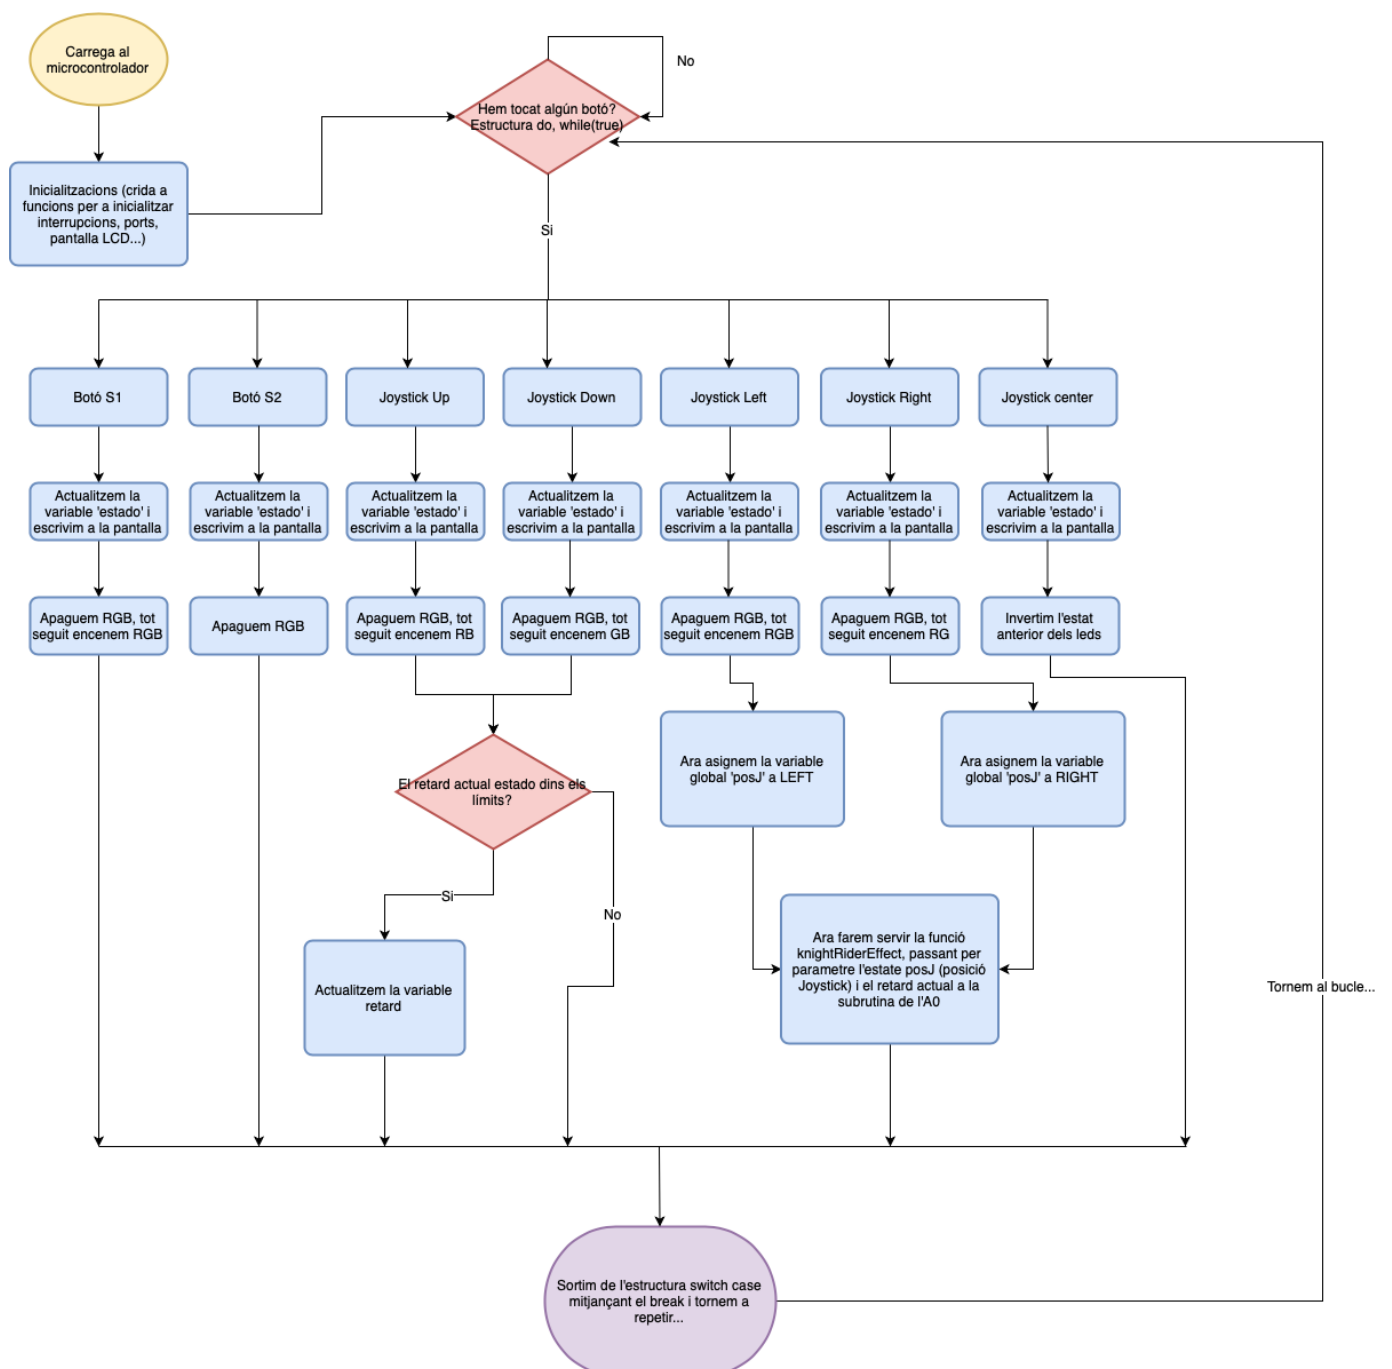 Carrega al
microcontrolador
No
Hem tocat algún botó?
Estructura do, while(true)
Inicialitzacions (crida a
funcions per a inicialitzar
interrupcions, ports,
pantalla LCD...)
Si
Botó S1
Botó S2
Joystick Up
Joystick Down
Joystick Left
Joystick Right
Joystick center
Actualitzem la
variable 'estado' i
escrivim a la pantalla
Actualitzem la
variable 'estado' i
escrivim a la pantalla
Actualitzem la
variable 'estado' i
escrivim a la pantalla
Actualitzem la
variable 'estado' i
escrivim a la pantalla
Actualitzem la
variable 'estado' i
escrivim a la pantalla
Actualitzem la
variable 'estado' i
escrivim a la pantalla
Actualitzem la
variable 'estado' i
escrivim a la pantalla
Apaguem RGB, tot
seguit encenem RGB
Apaguem RGB
Apaguem RGB, tot
seguit encenem RB
Apaguem RGB, tot
seguit encenem GB
Apaguem RGB, tot
seguit encenem RGB
Apaguem RGB, tot
seguit encenem RG
Invertim l'estat
anterior dels leds
El retard actual estado dins els
límits?
Ara asignem la variable
global 'posJ' a LEFT
Ara asignem la variable
global 'posJ' a RIGHT
Si
No
Actualitzem la variable
retard
Ara farem servir la funció
knightRiderEffect, passant per
parametre l'estate posJ (posició
Joystick) i el retard actual a la
subrutina de l'A0
Tornem al bucle...
Sortim de l'estructura switch case
mitjançant el break i tornem a
repetir...